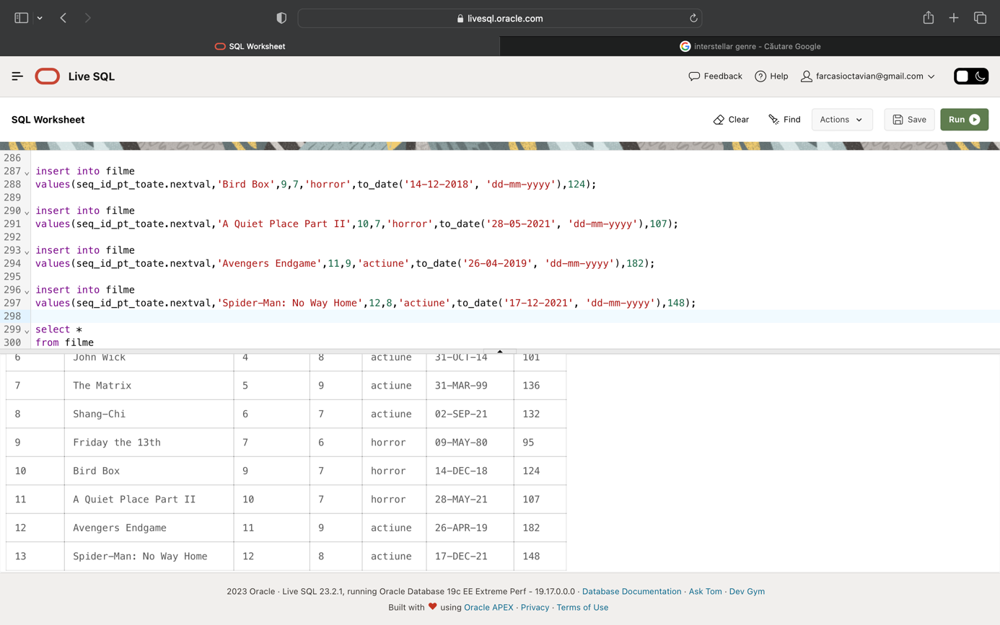 livesql.oracle.com
SQL Worksheet
interstellar genre - Căutare Google
Live SQL
Feedback
Help
farcasioctavian@gmail.com
SQL Worksheet
Clear
Find
Actions
Save
Run
286
287 insert into filme
288 values(seq_id_pt_toate.nextval,'Bird Box',9,7,'horror',to_date('14-12-2018', 'dd-mm-yyyy'),124);
289
290 insert into filme
291 values(seq_id_pt_toate.nextval,'A Quiet Place Part II',10,7,'horror',to_date('28-05-2021', 'dd-mm-yyyy'),107);
292
293 insert into filme
294 values(seq_id_pt_toate.nextval,'Avengers Endgame',11,9,'actiune',to_date('26-04-2019', 'dd-mm-yyyy'),182);
295
296 insert into filme
297 values(seq_id_pt_toate.nextval,'Spider-Man: No Way Home',12,8,'actiune',to_date('17-12-2021', 'dd-mm-yyyy'),148);
298
299 select *
300 from filme
6 John Wick 4 8 actiune 31-OCT-14 101
7 The Matrix 5 9 actiune 31-MAR-99 136
8 Shang-Chi 6 7 actiune 02-SEP-21 132
9 Friday the 13th 7 6 horror 09-MAY-80 95
10 Bird Box 9 7 horror 14-DEC-18 124
11 A Quiet Place Part II 10 7 horror 28-MAY-21 107
12 Avengers Endgame 11 9 actiune 26-APR-19 182
13 Spider-Man: No Way Home 12 8 actiune 17-DEC-21 148
2023 Oracle · Live SQL 23.2.1, running Oracle Database 19c EE Extreme Perf - 19.17.0.0.0 · Database Documentation · Ask Tom · Dev Gym
Built with ❤ using Oracle APEX · Privacy · Terms of Use